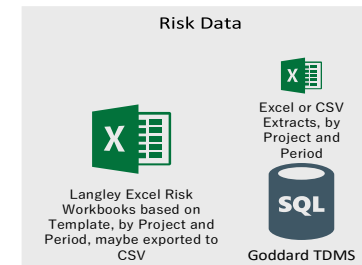 Risk Data
X
Excel or CSV
Extracts, by
Project and
Period
X
Langley Excel Risk
Workbooks based on
Template, by Project and
Period, maybe exported to
CSV
SQL
Goddard TDMS